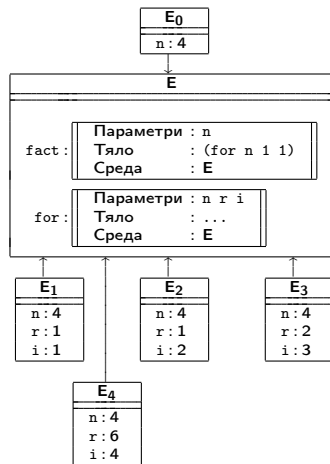 E0
n : 4
E
fact :
Параметри : n
Тяло : (for n 1 1)
Среда : E
for :
Параметри : n r i
Тяло : ...
Среда : E
E1
n : 4
r : 1
i : 1
E2
n : 4
r : 1
i : 2
E3
n : 4
r : 2
i : 3
E4
n : 4
r : 6
i : 4